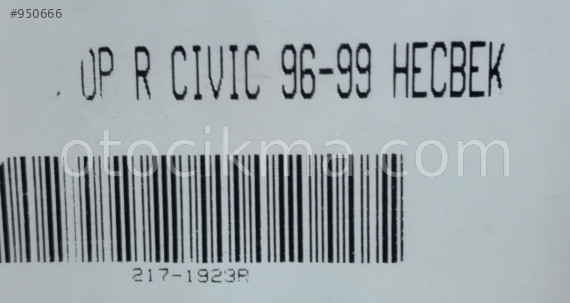 #950666
OP R CIVIC 96-99 HECBEK
otocikma.com
217-1923R